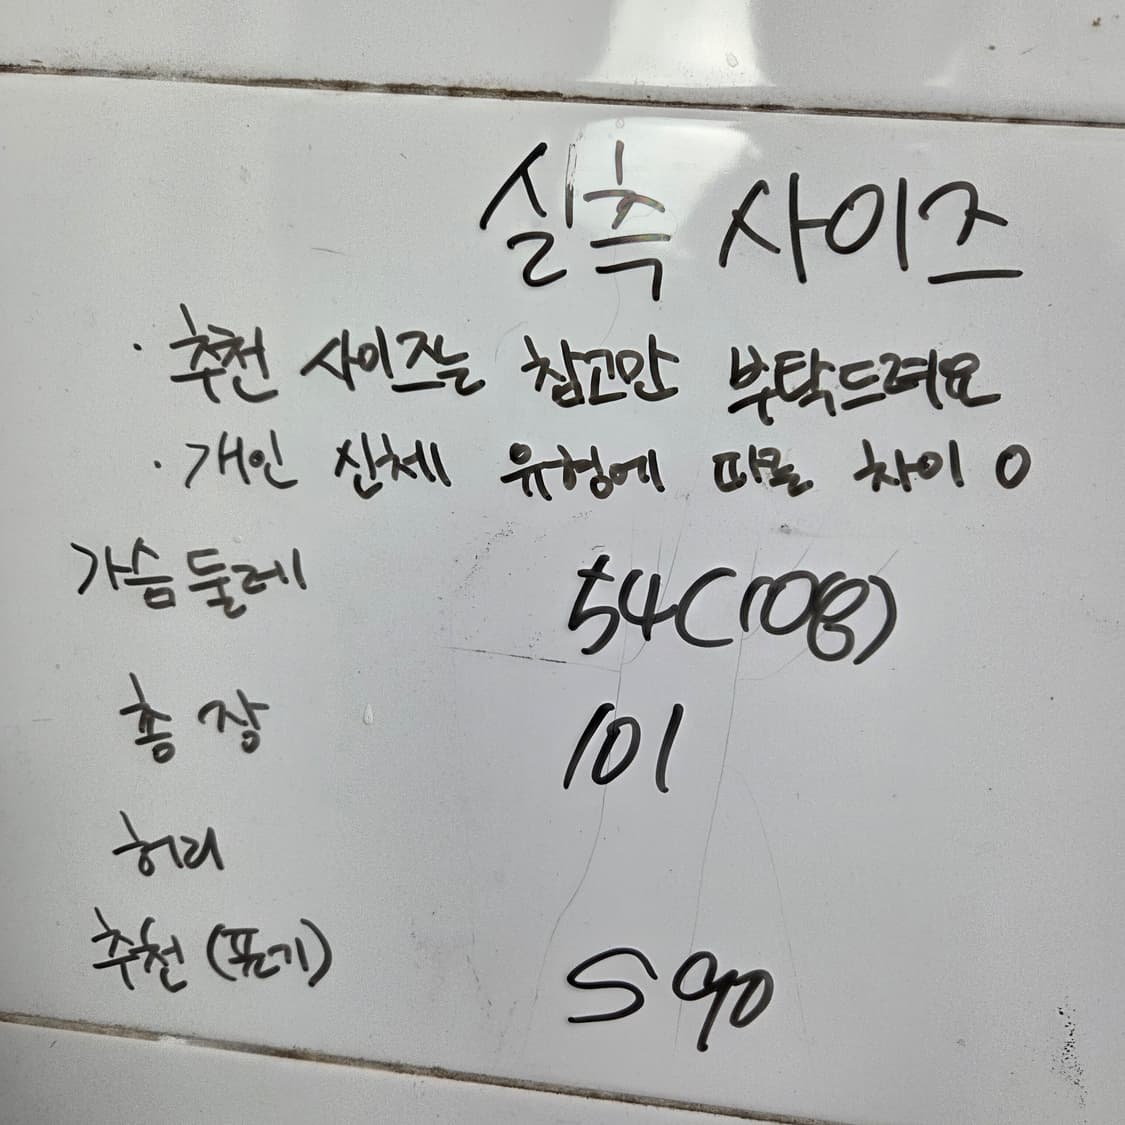 실측 사이즈
· 추천 사이즈는 참고만 부탁드려요
· 개인 신체 유형에 따를 차이 O
가슴둘레 54(108)
총장 101
허리
추천(표기) S 90